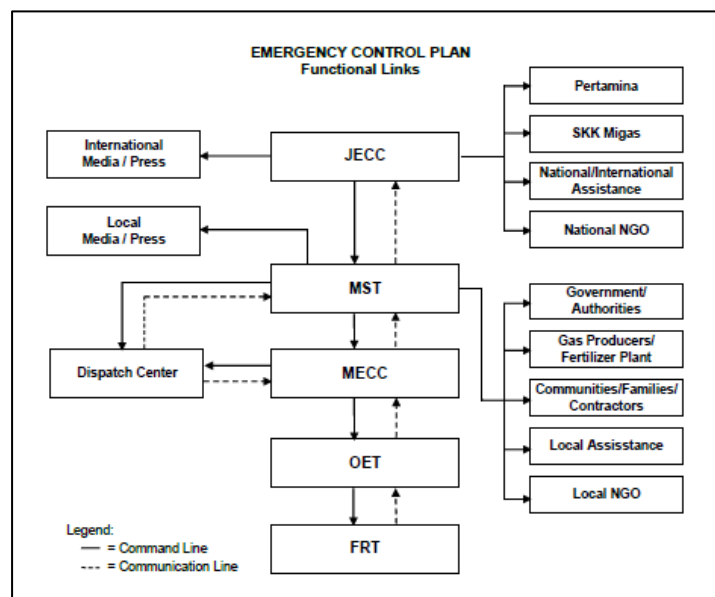 EMERGENCY CONTROL PLAN
Functional Links
Pertamina
International
Media / Press
JECC
SKK Migas
National/International
Assistance
Local
Media / Press
National NGO
MST
Government/
Authorities
Gas Producers/
Fertilizer Plant
Dispatch Center
MECC
Communities/Families/
Contractors
OET
Local Assisstance
Local NGO
Legend:
= Command Line
= Communication Line
FRT